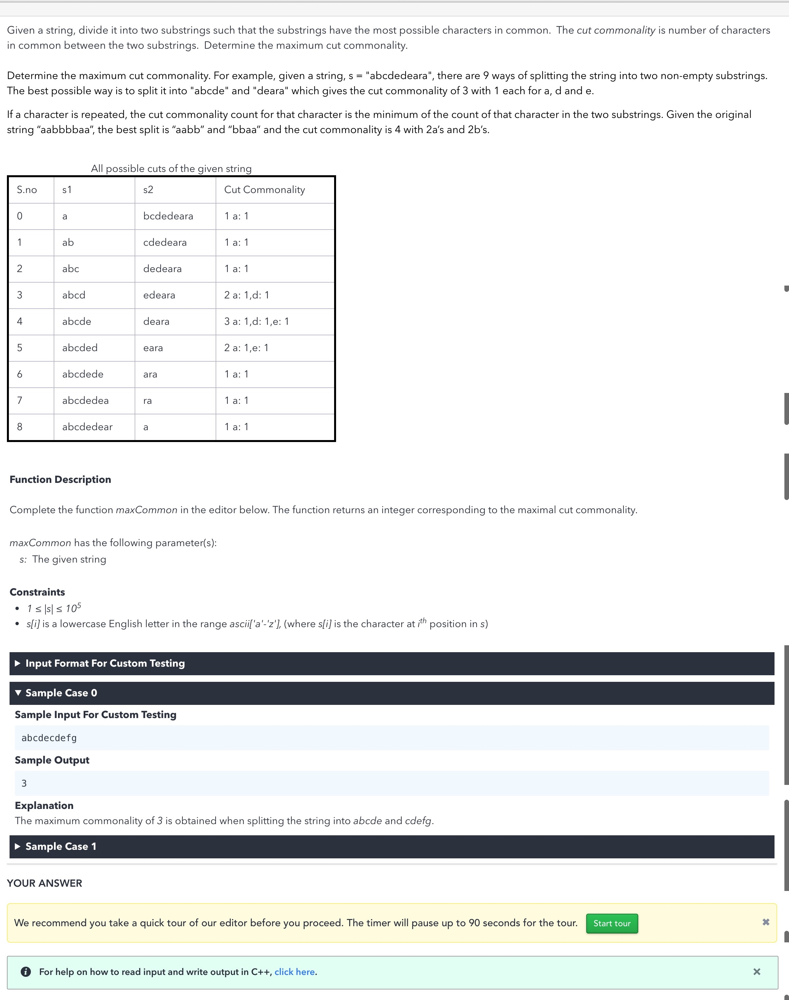 Given a string, divide it into two substrings such that the substrings have the most possible characters in common. The cut commonality is number of characters
in common between the two substrings. Determine the maximum cut commonality.
Determine the maximum cut commonality. For example, given a string, s = "abcdedeara", there are 9 ways of splitting the string into two non-empty substrings.
The best possible way is to split it into "abcde" and "deara" which gives the cut commonality of 3 with 1 each for a, d and e.
If a character is repeated, the cut commonality count for that character is the minimum of the count of that character in the two substrings. Given the original
string “aabbbbaa”, the best split is “aabb” and “bbaa” and the cut commonality is 4 with 2a’s and 2b’s.
All possible cuts of the given string
S.no s1 s2 Cut Commonality
0 a bcdedeara 1 a: 1
1 ab cdedeara 1 a: 1
2 abc dedeara 1 a: 1
3 abcd edeara 2 a: 1,d: 1
4 abcde deara 3 a: 1,d: 1,e: 1
5 abcded eara 2 a: 1,e: 1
6 abcdede ara 1 a: 1
7 abcdedea ra 1 a: 1
8 abcdedear a 1 a: 1
Function Description
Complete the function maxCommon in the editor below. The function returns an integer corresponding to the maximal cut commonality.
maxCommon has the following parameter(s):
s: The given string
Constraints
• 1 ≤ |s| ≤ 10⁵
• s[i] is a lowercase English letter in the range ascii['a'-'z'], (where s[i] is the character at iᵗʰ position in s)
▶ Input Format For Custom Testing
▼ Sample Case 0
Sample Input For Custom Testing
abcdecdefg
Sample Output
3
Explanation
The maximum commonality of 3 is obtained when splitting the string into abcde and cdefg.
▶ Sample Case 1
YOUR ANSWER
We recommend you take a quick tour of our editor before you proceed. The timer will pause up to 90 seconds for the tour. Start tour
For help on how to read input and write output in C++, click here.